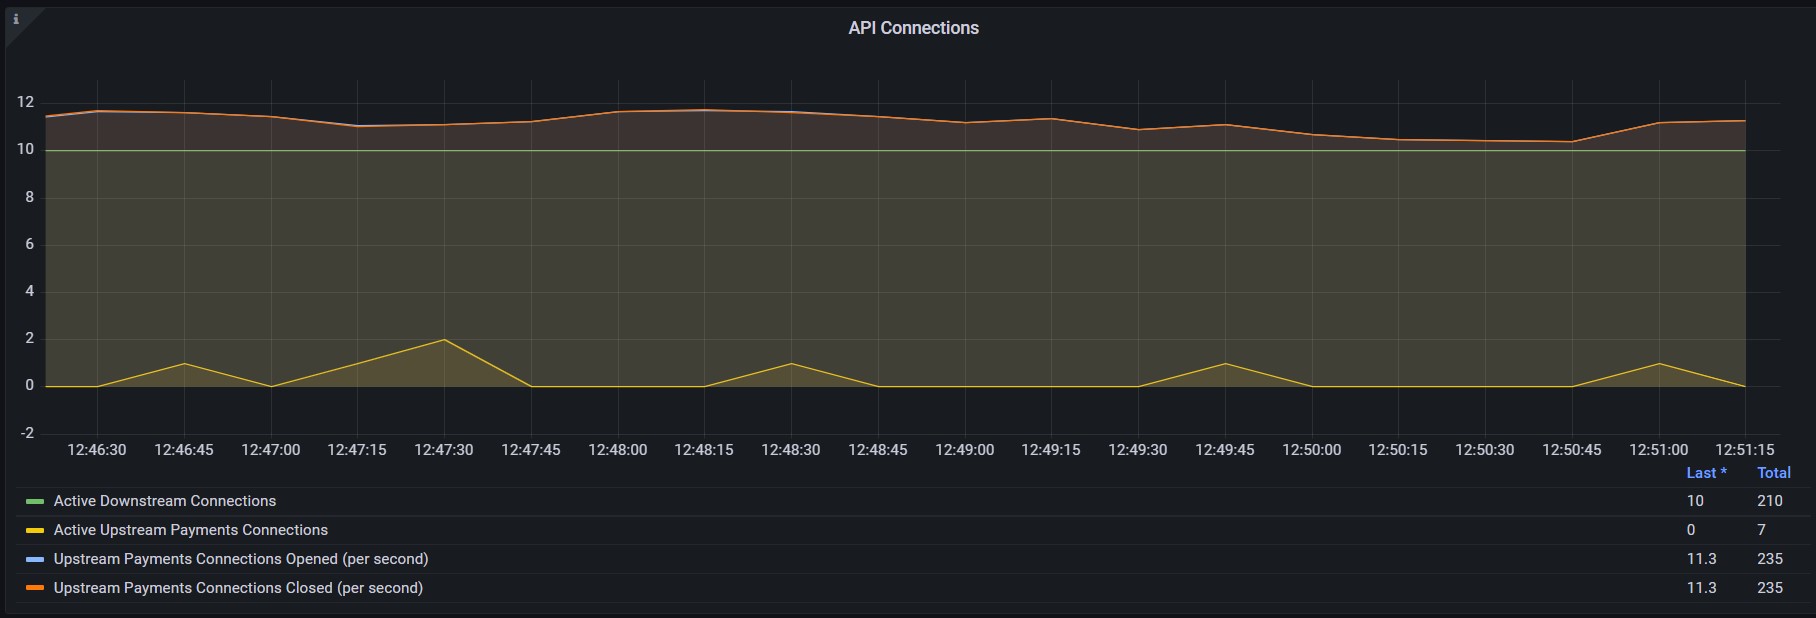 API Connections
12
10
8
6
4
2
0
-2
12:46:30 12:46:45 12:47:00 12:47:15 12:47:30 12:47:45 12:48:00 12:48:15 12:48:30 12:48:45 12:49:00 12:49:15 12:49:30 12:49:45 12:50:00 12:50:15 12:50:30 12:50:45 12:51:00 12:51:15
Last * Total
Active Downstream Connections 10 210
Active Upstream Payments Connections 0 7
Upstream Payments Connections Opened (per second) 11.3 235
Upstream Payments Connections Closed (per second) 11.3 235